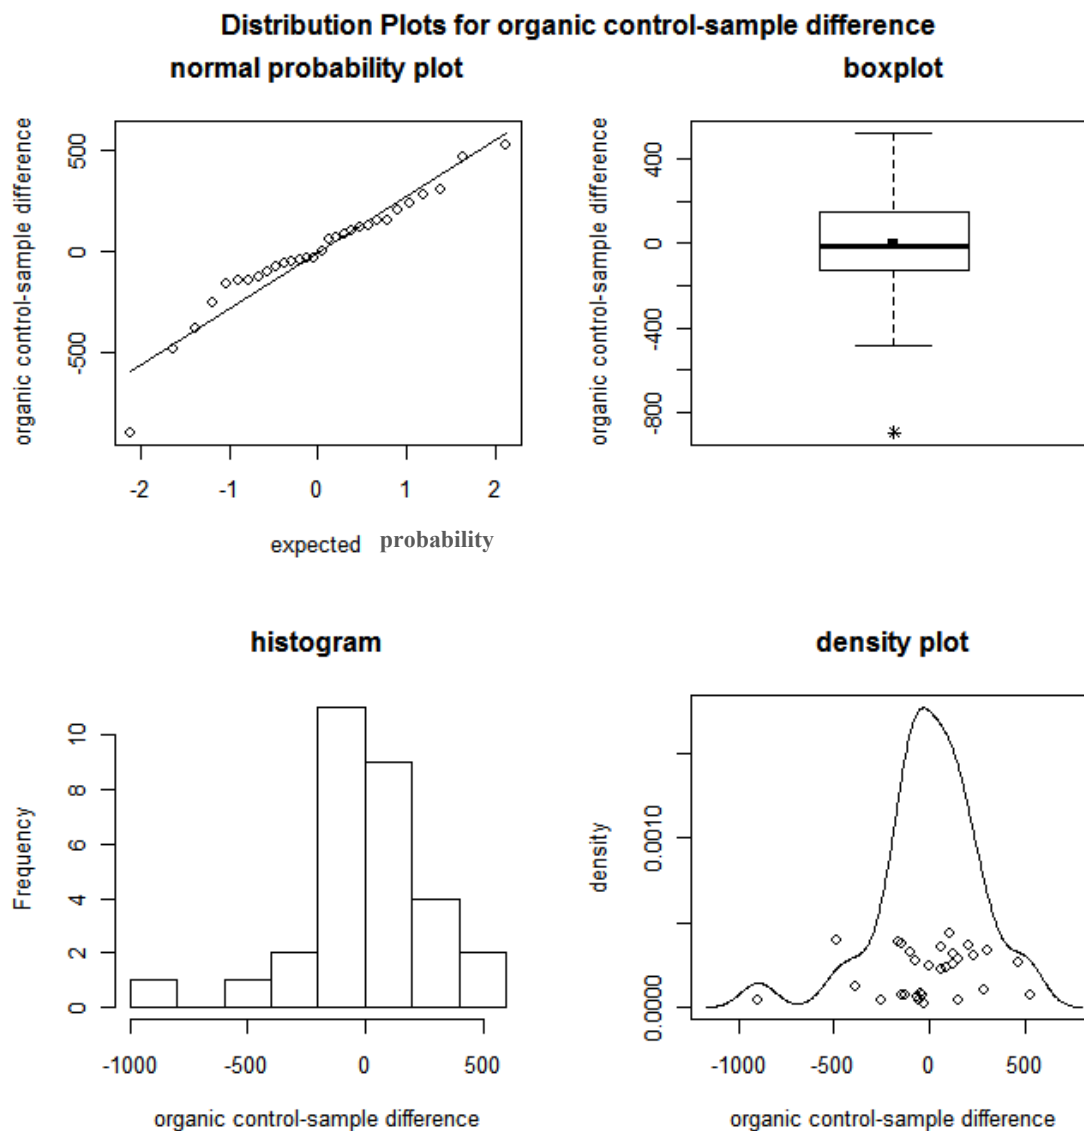 Distribution Plots for organic control-sample difference
normal probability plot
organic control-sample difference
500
0
-500
-2
-1
0
1
2
expected probability
boxplot
organic control-sample difference
400
0
-400
-800
histogram
Frequency
10
8
6
4
2
0
-1000
-500
0
500
organic control-sample difference
density plot
density
0.0010
0.0000
-1000
-500
0
500
organic control-sample difference